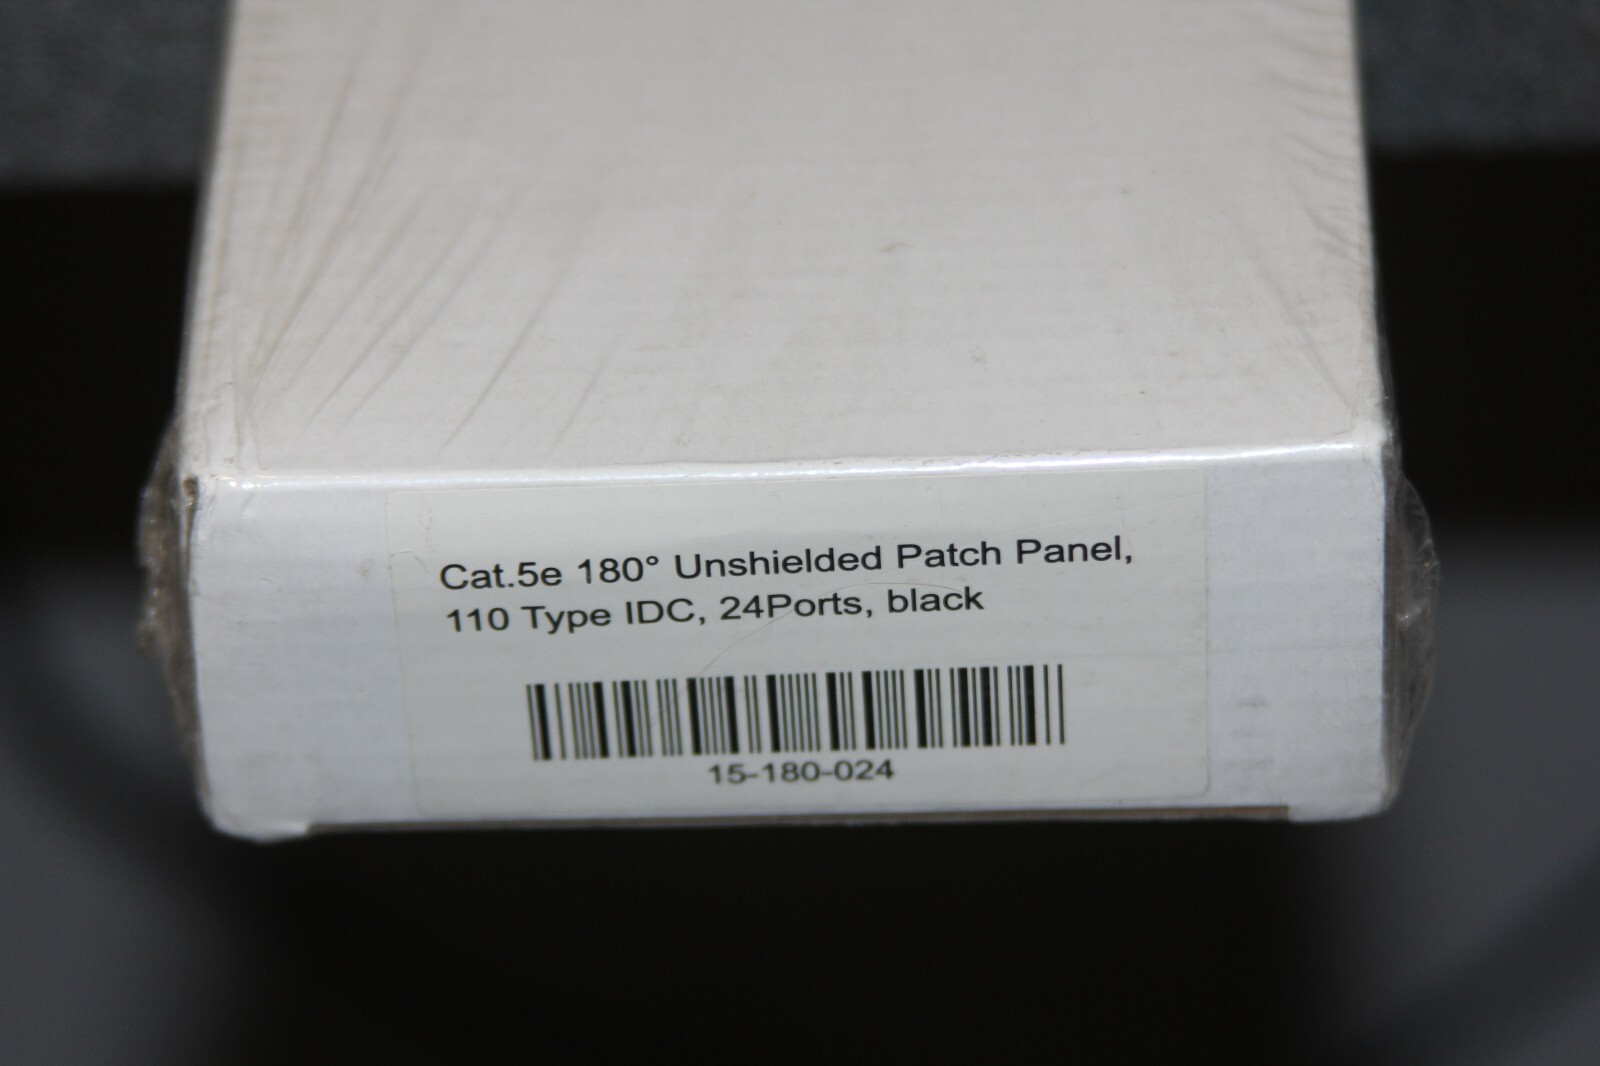 Cat.5e 180° Unshielded Patch Panel,
110 Type IDC, 24Ports, black
15-180-024